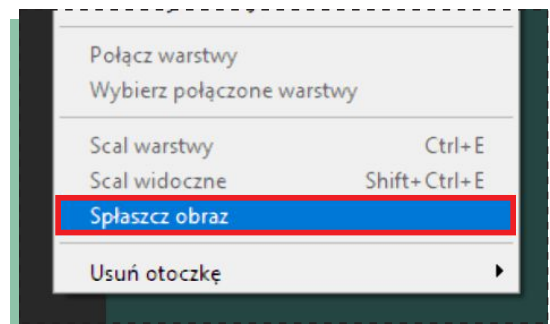 Połącz warstwy
Wybierz połączone warstwy
Scal warstwy Ctrl+E
Scal widoczne Shift+Ctrl+E
Spłaszcz obraz
Usuń otoczkę